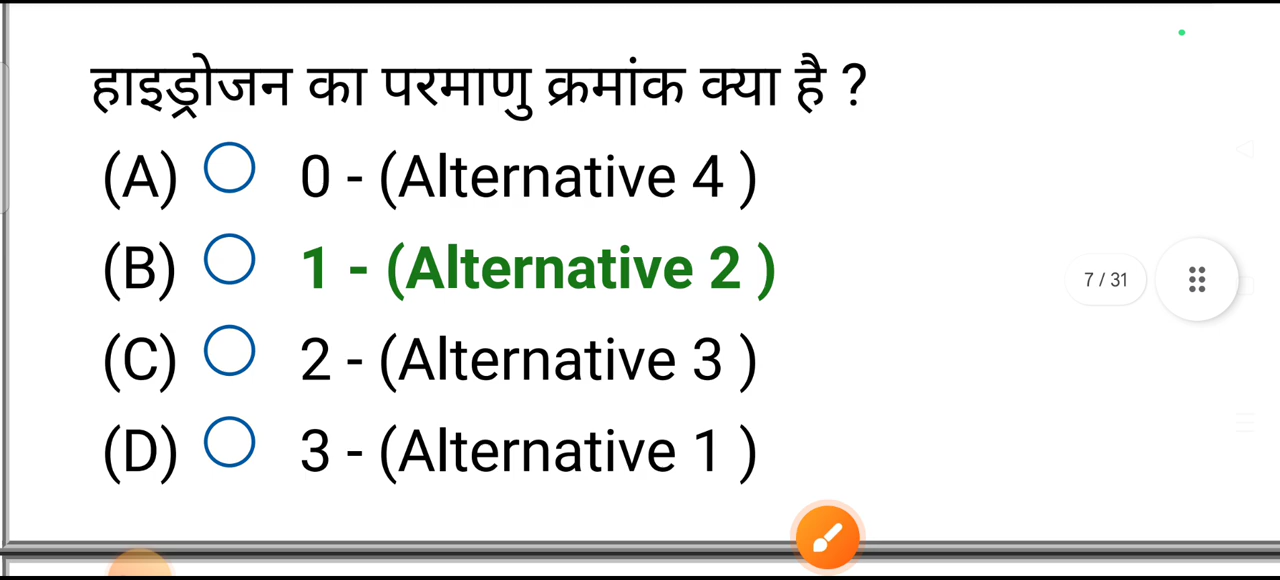 हाइड्रोजन का परमाणु क्रमांक क्या है ?
(A) 0 - (Alternative 4 )
(B) 1 - (Alternative 2 )
(C) 2 - (Alternative 3 )
(D) 3 - (Alternative 1 )
7 / 31